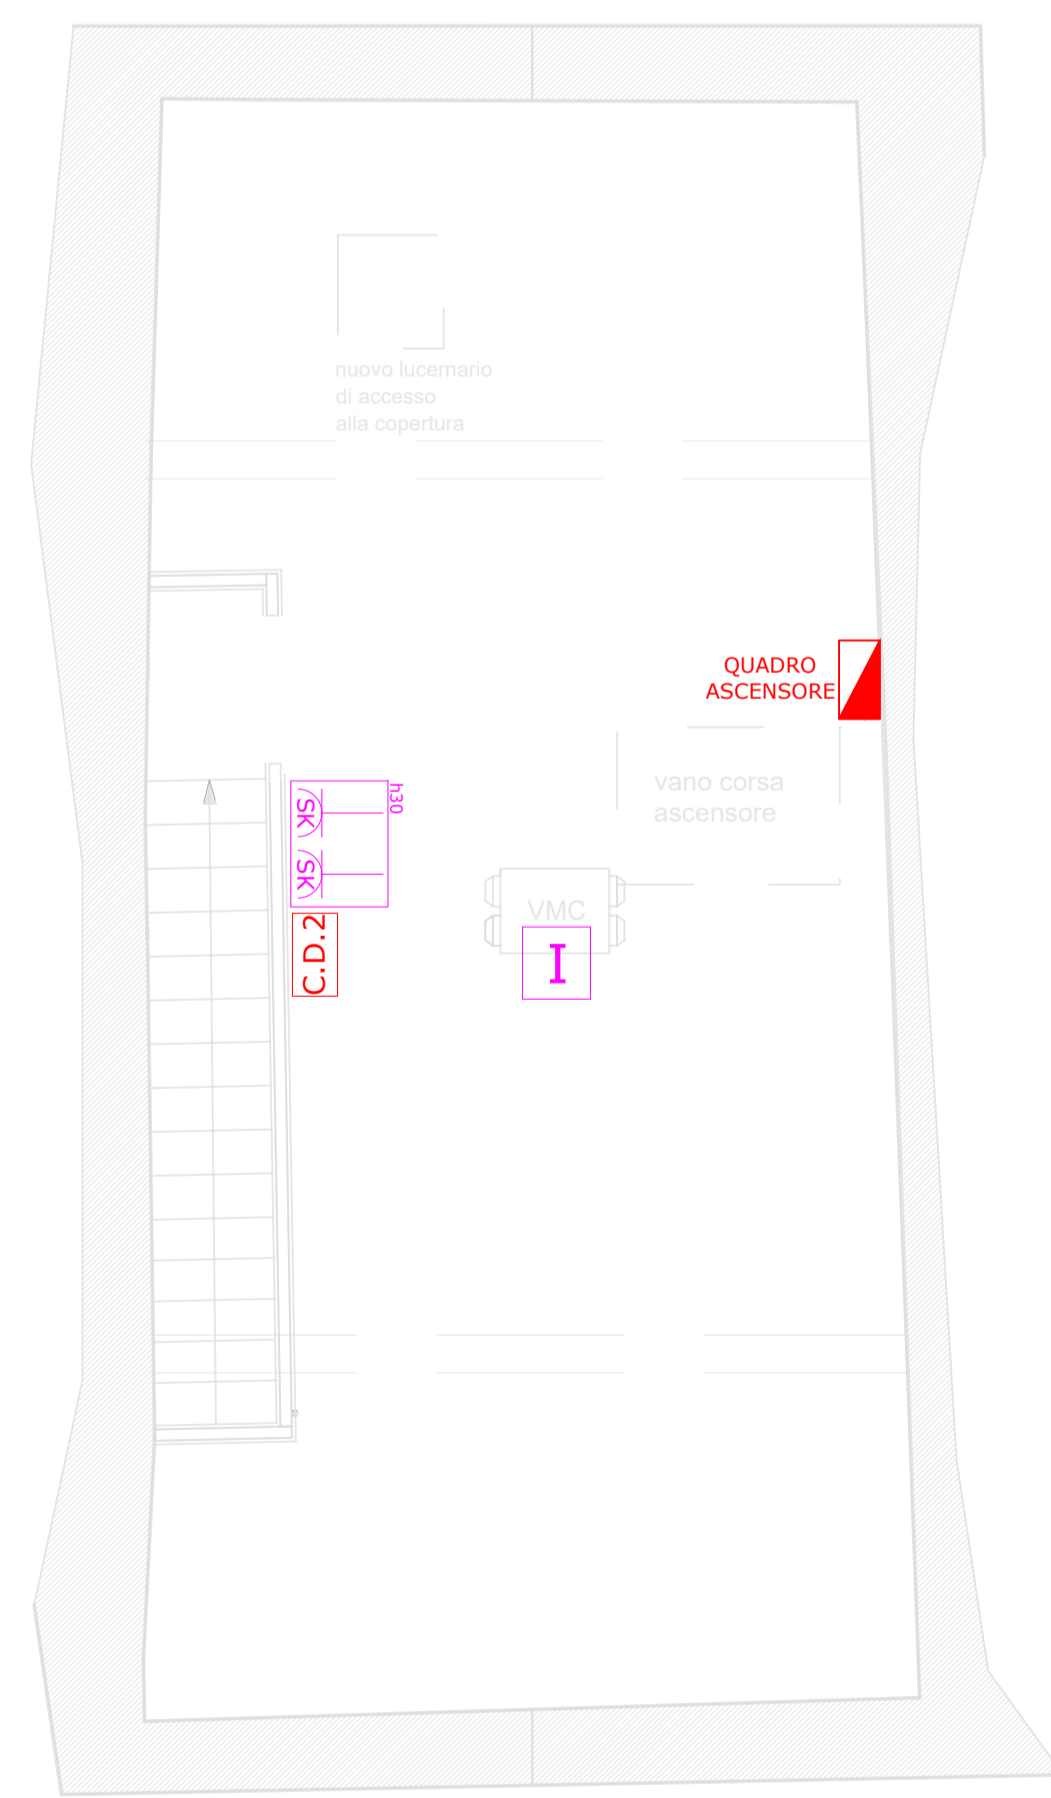 nuovo lucernario
di accesso
alla copertura
QUADRO
ASCENSORE
vano corsa
ascensore
h30
SK
SK
VMC
C.D.2
I